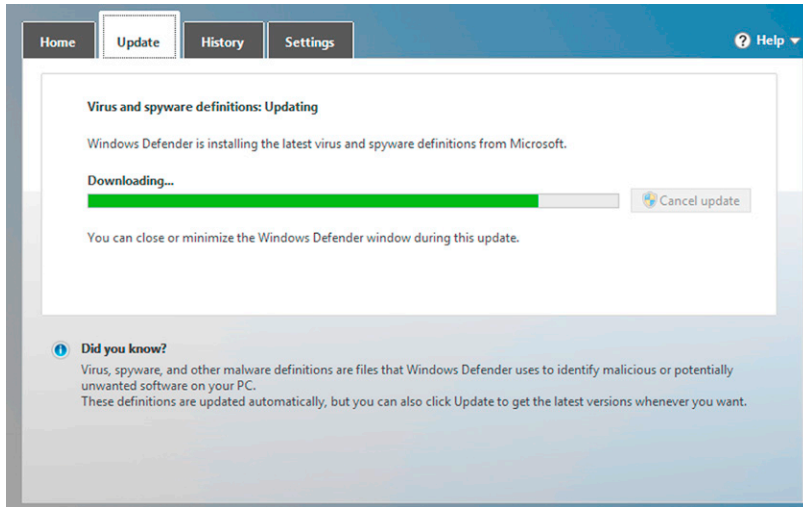 Home Update History Settings ? Help
Virus and spyware definitions: Updating
Windows Defender is installing the latest virus and spyware definitions from Microsoft.
Downloading...
Cancel update
You can close or minimize the Windows Defender window during this update.
i Did you know?
Virus, spyware, and other malware definitions are files that Windows Defender uses to identify malicious or potentially
unwanted software on your PC.
These definitions are updated automatically, but you can also click Update to get the latest versions whenever you want.